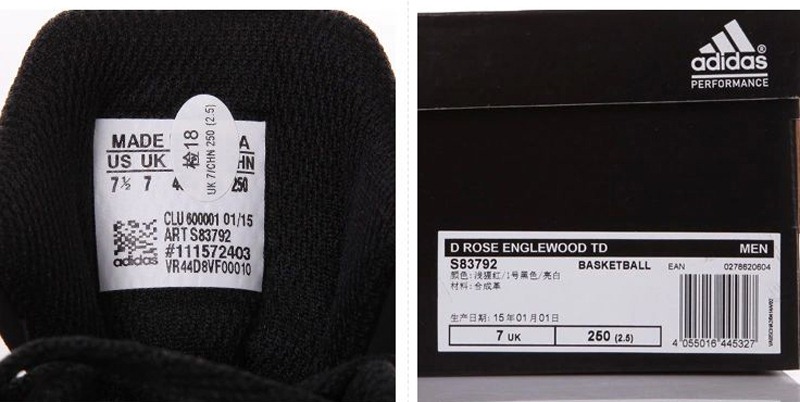 MADE
US UK HN
7½ 7 4 250
检18
UK 7/CHN 250 (2.5)
CLU 600001 01/15
ART S83792
#111572403
VR44D8VF00010
adidas
adidas®
PERFORMANCE
D ROSE ENGLEWOOD TD MEN
S83792 BASKETBALL EAN 0278620604
颜色: 浅猩红/1号黑色/亮白
材料: 合成革
生产日期: 15年01月01日
7 UK 250 (2.5)
4 055016 445327